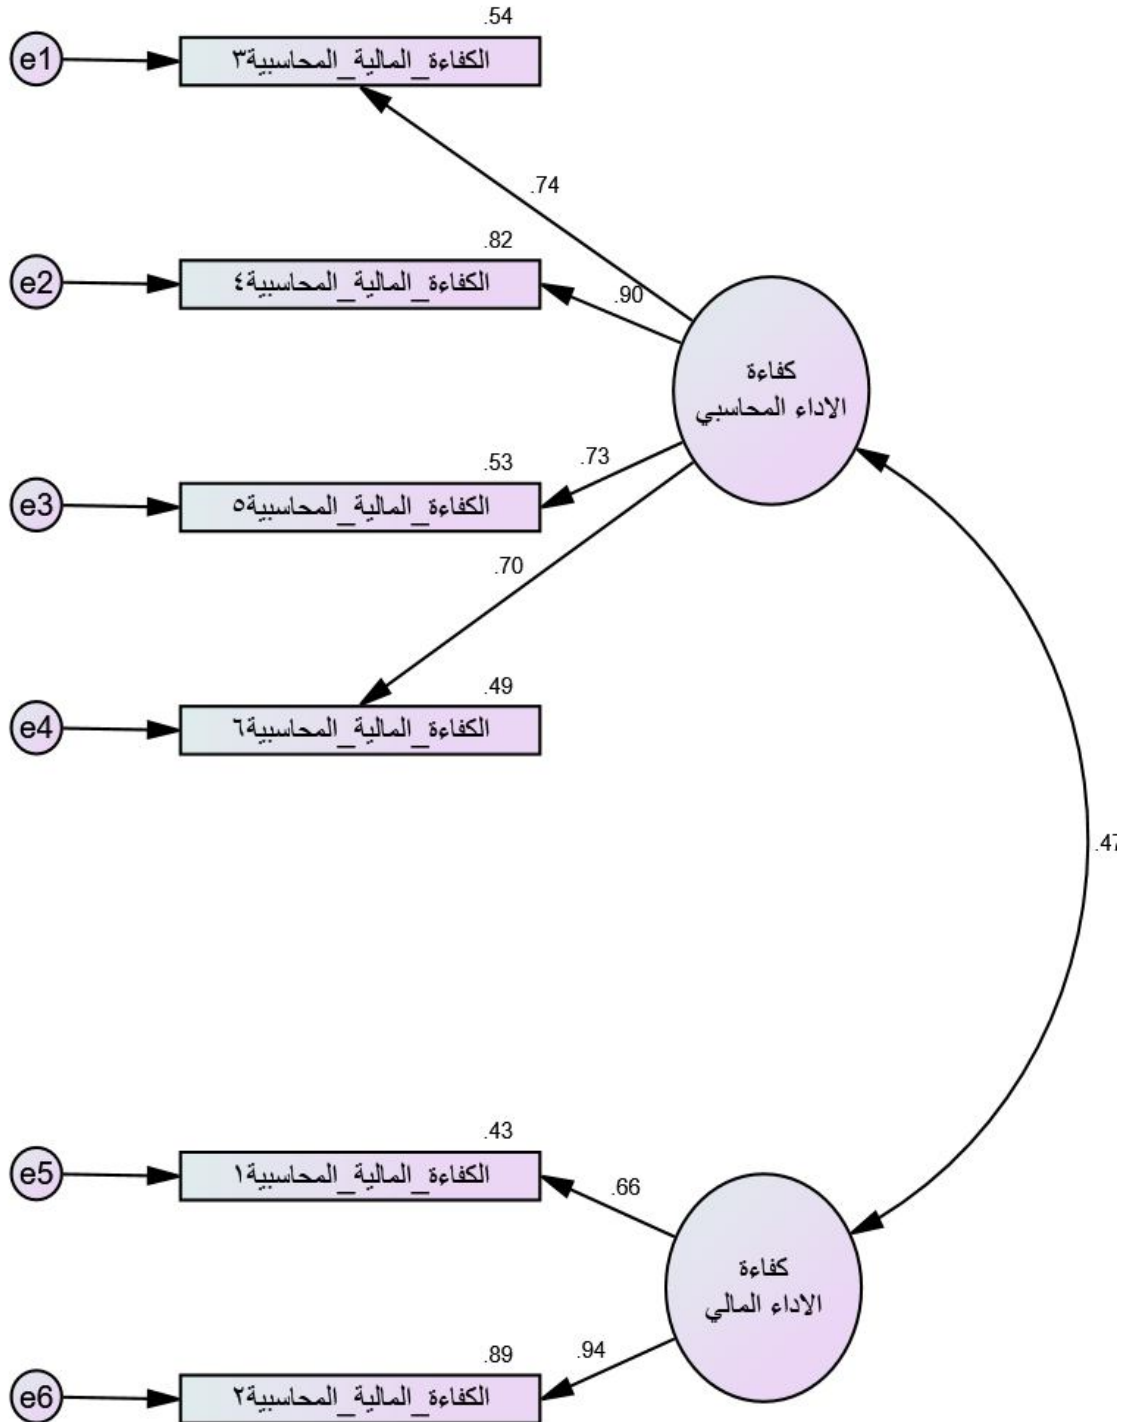 .54
e1
الكفاءة_المالية_المحاسبية٣
.74
.82
e2
الكفاءة_المالية_المحاسبية٤
.90
كفاءة
الاداء المحاسبي
.53
.73
e3
الكفاءة_المالية_المحاسبية٥
.70
.49
e4
الكفاءة_المالية_المحاسبية٦
.47
.43
e5
الكفاءة_المالية_المحاسبية١
.66
كفاءة
الاداء المالي
.89
.94
e6
الكفاءة_المالية_المحاسبية٢